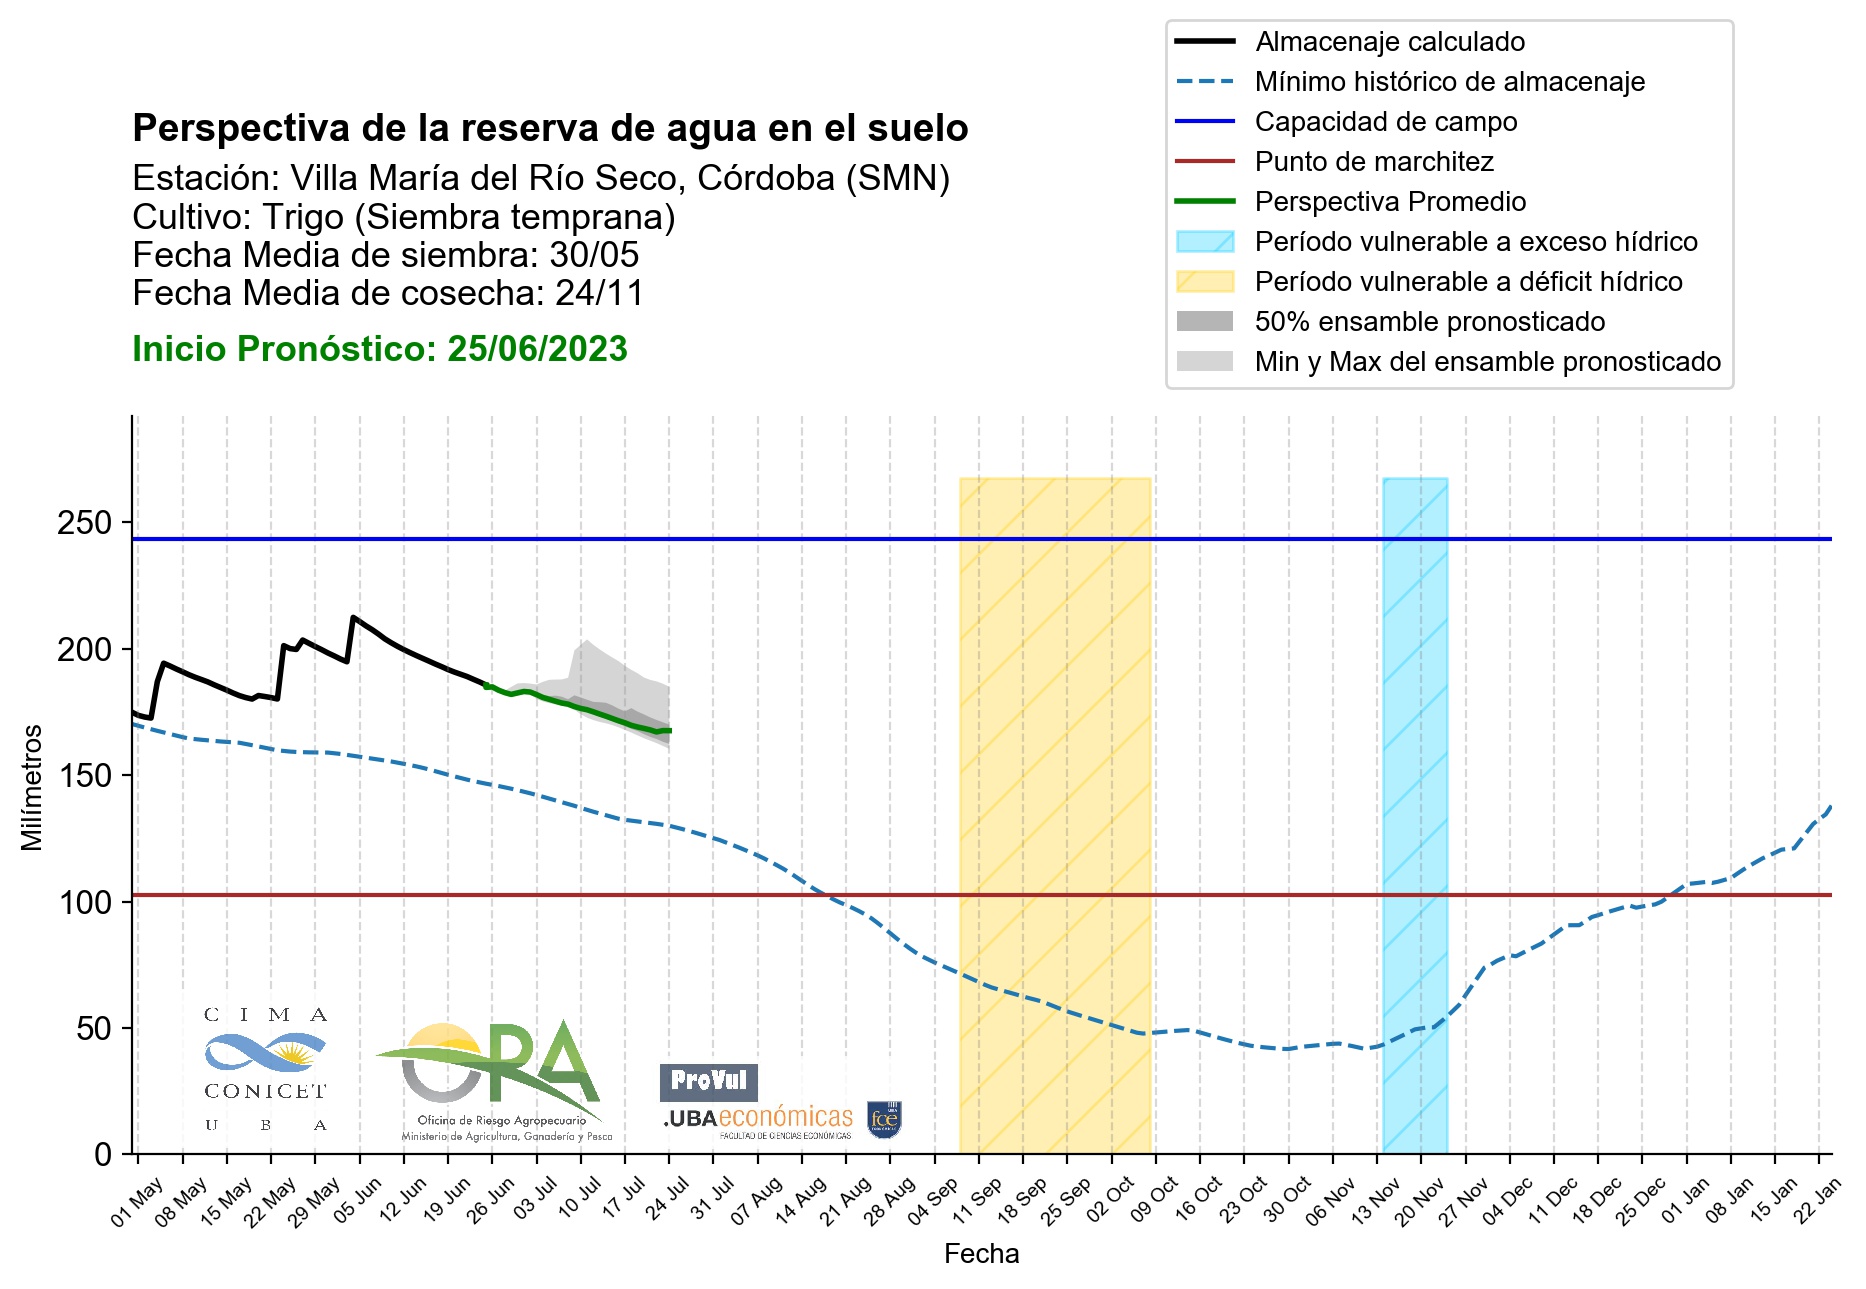 Almacenaje calculado
Mínimo histórico de almacenaje
Capacidad de campo
Punto de marchitez
Perspectiva Promedio
Período vulnerable a exceso hídrico
Período vulnerable a déficit hídrico
50% ensamble pronosticado
Min y Max del ensamble pronosticado
Perspectiva de la reserva de agua en el suelo
Estación: Villa María del Río Seco, Córdoba (SMN)
Cultivo: Trigo (Siembra temprana)
Fecha Media de siembra: 30/05
Fecha Media de cosecha: 24/11
Inicio Pronóstico: 25/06/2023
Milímetros
250
200
150
100
50
0
CIMA
CONICET
UBA
ORA
Oficina de Riesgo Agropecuario
Ministerio de Agricultura, Ganadería y Pesca
ProVul
.UBAeconómicas
FACULTAD DE CIENCIAS ECONÓMICAS
fce
01 May
08 May
15 May
22 May
29 May
05 Jun
12 Jun
19 Jun
26 Jun
03 Jul
10 Jul
17 Jul
24 Jul
31 Jul
07 Aug
14 Aug
21 Aug
28 Aug
04 Sep
11 Sep
18 Sep
25 Sep
02 Oct
09 Oct
16 Oct
23 Oct
30 Oct
06 Nov
13 Nov
20 Nov
27 Nov
04 Dec
11 Dec
18 Dec
25 Dec
01 Jan
08 Jan
15 Jan
22 Jan
Fecha